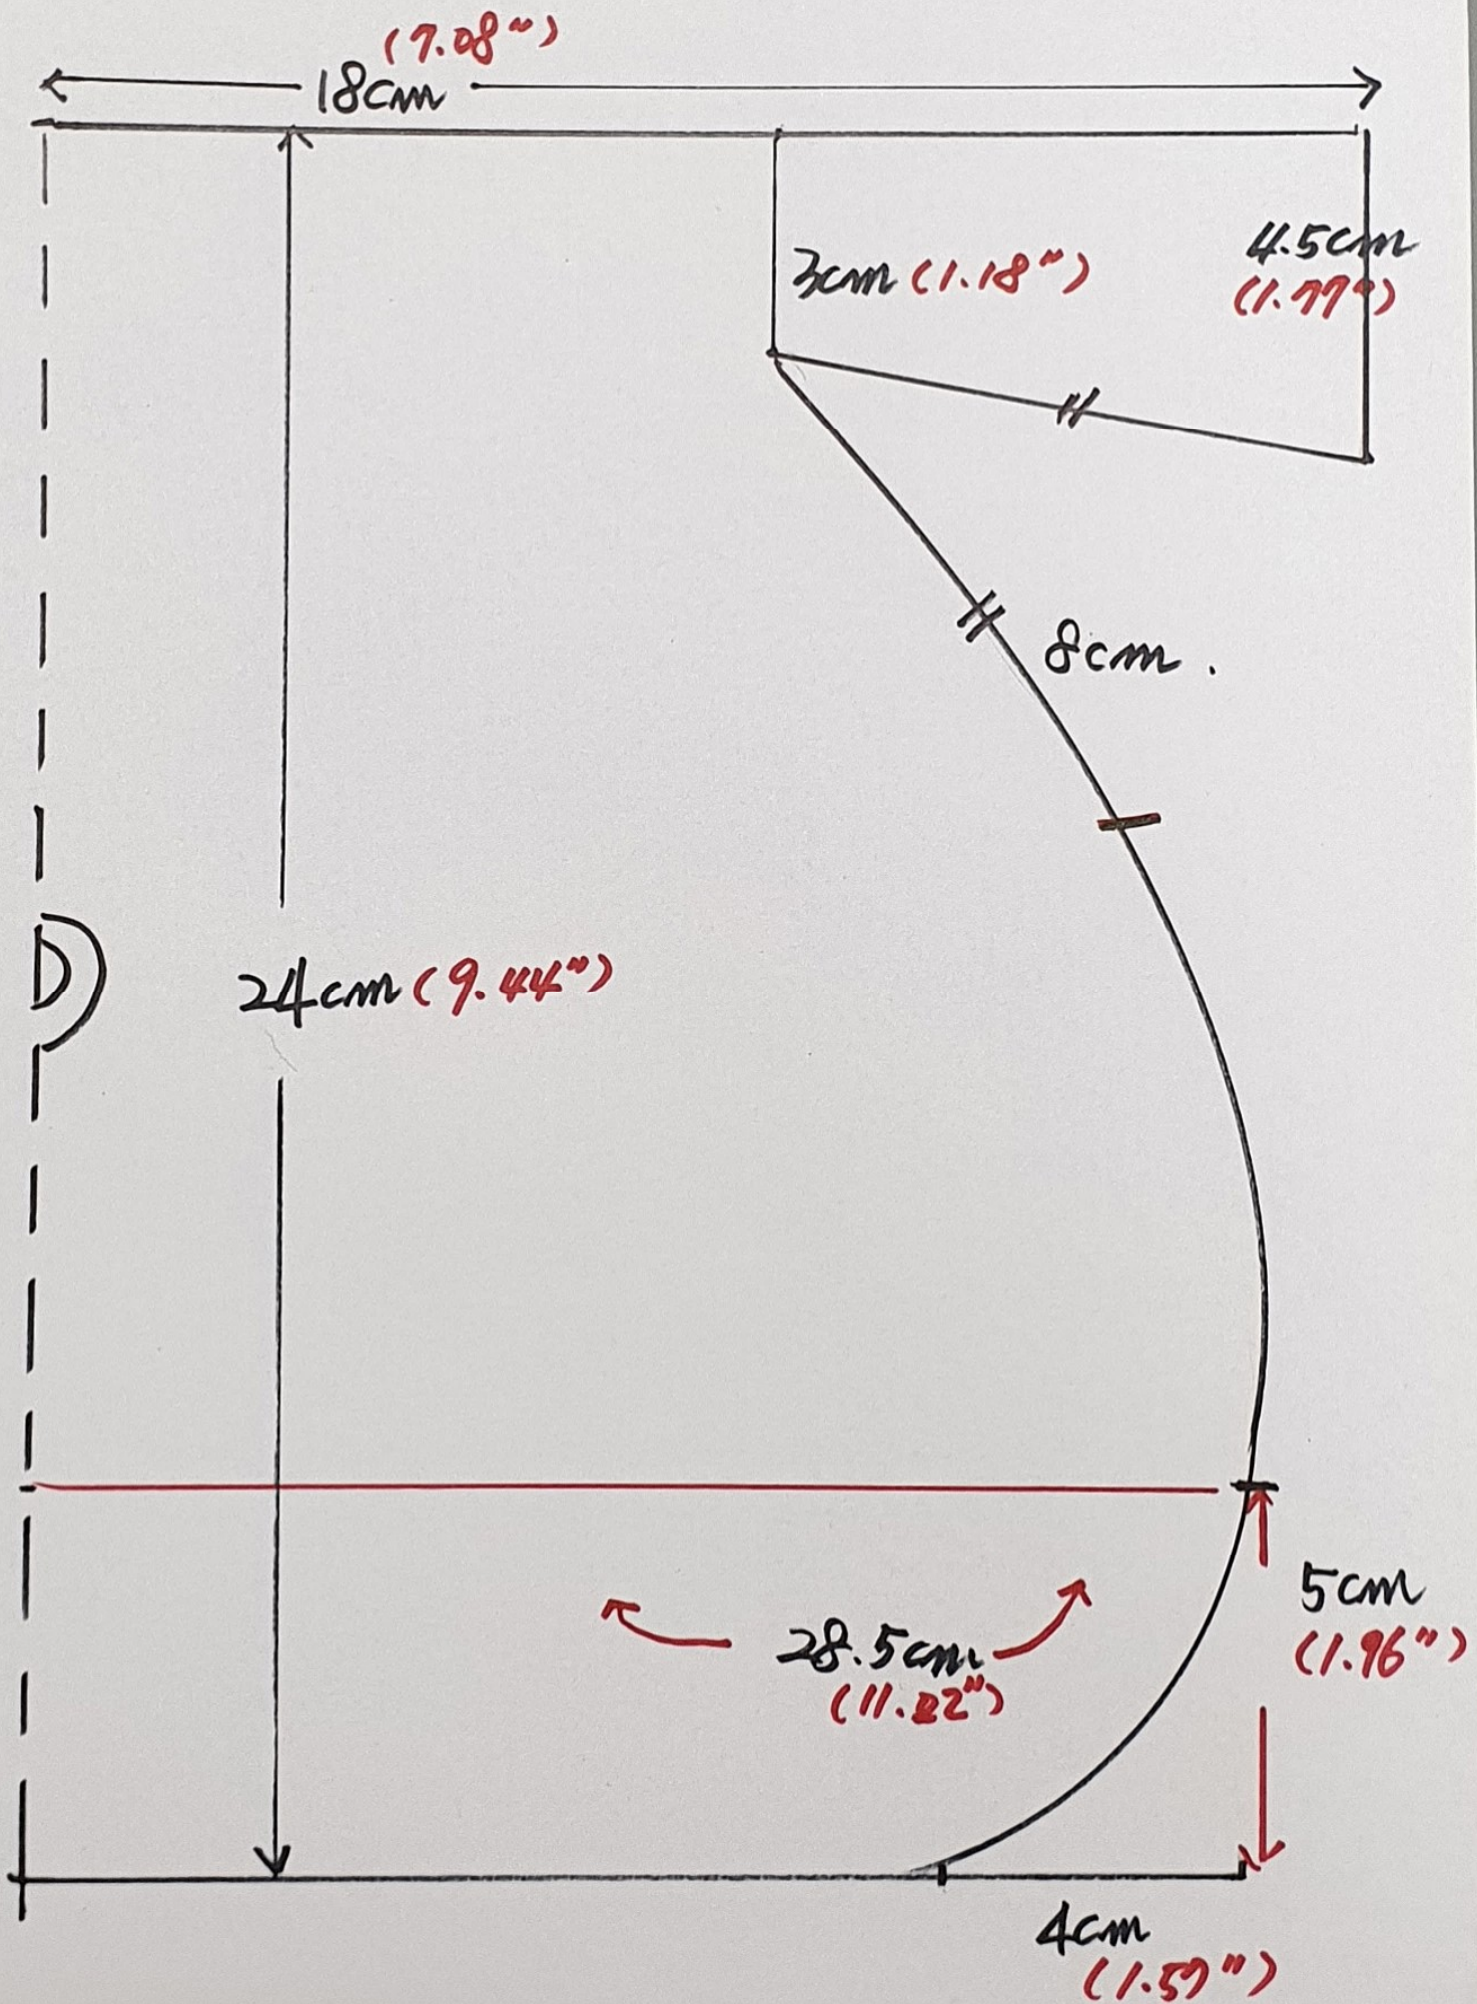 (7.08")
18cm
3cm (1.18")
4.5cm
(1.77")
8cm.
D
24cm (9.44")
5cm
(1.96")
28.5cm
(11.22")
4cm
(1.57")